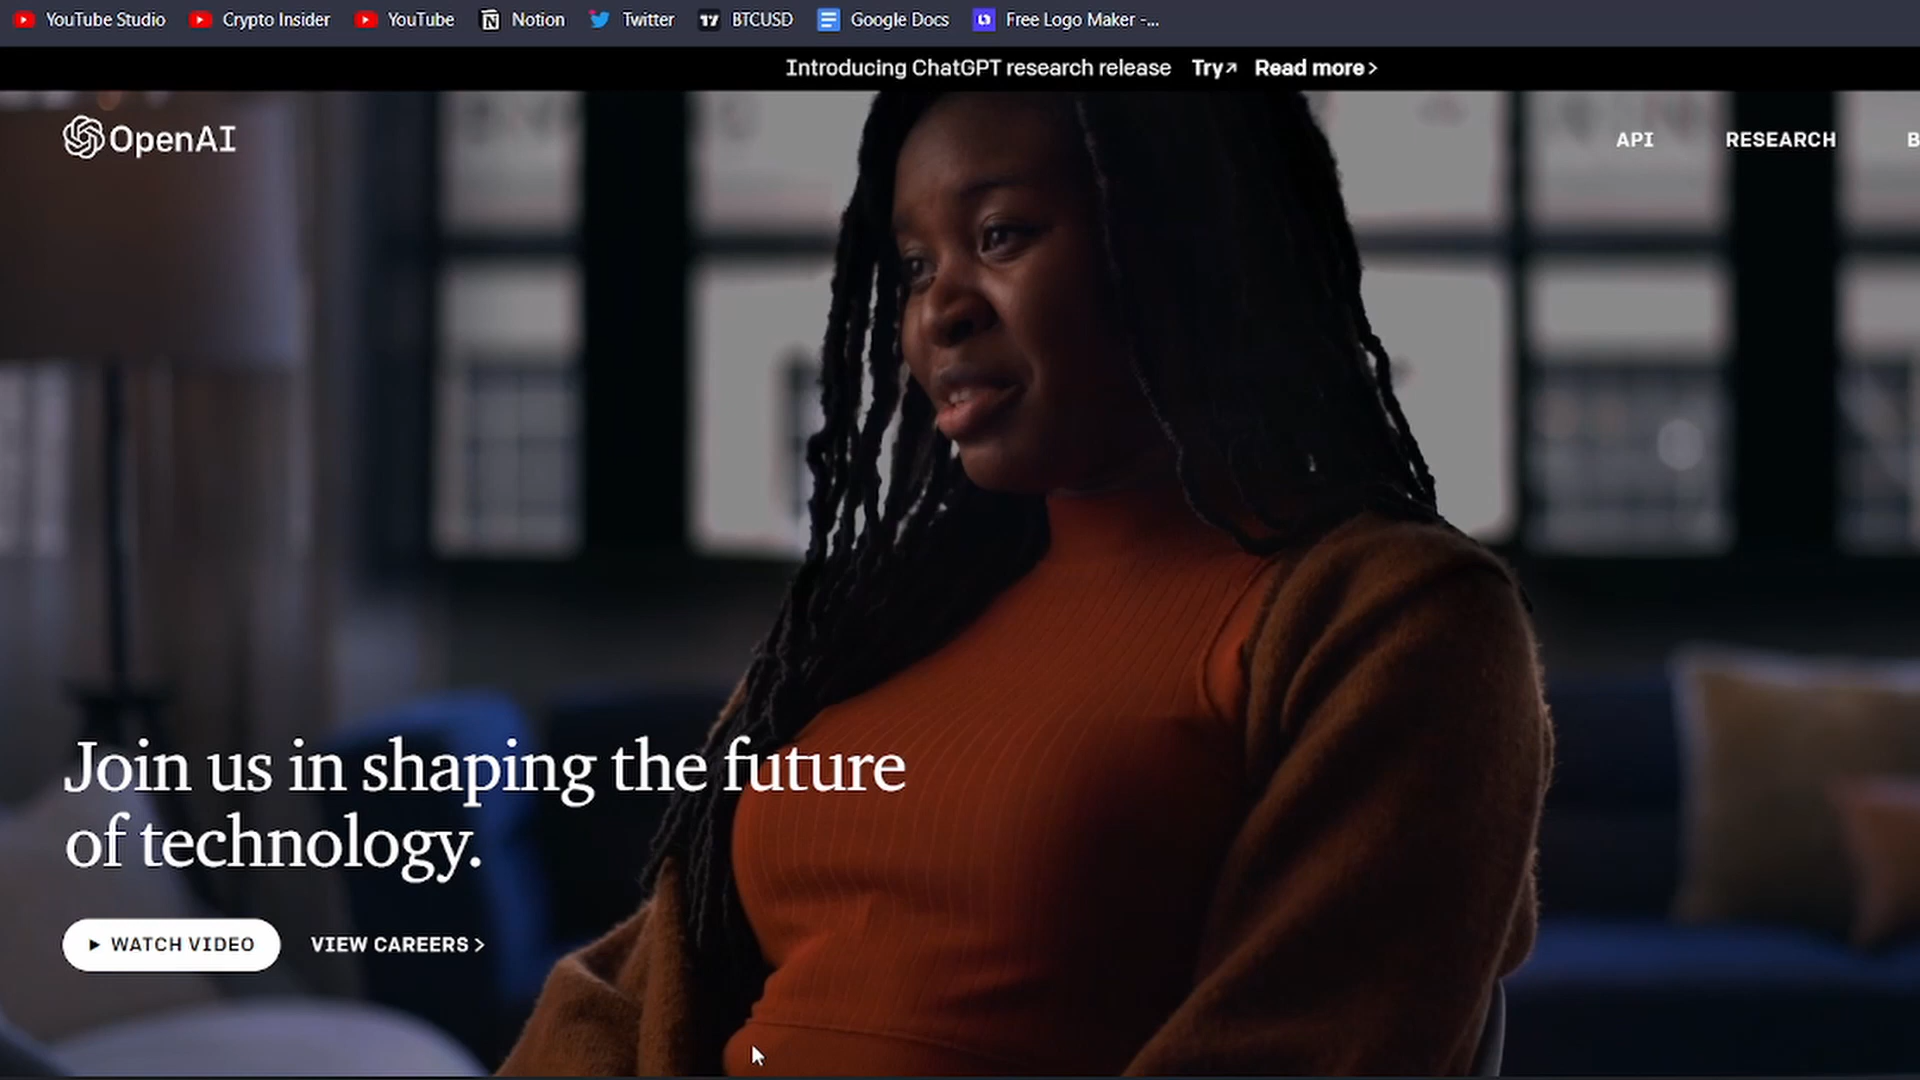 YouTube Studio Crypto Insider YouTube Notion Twitter BTCUSD Google Docs Free Logo Maker -...
Introducing ChatGPT research release Try↗ Read more >
OpenAI API RESEARCH B
Join us in shaping the future
of technology.
WATCH VIDEO VIEW CAREERS >